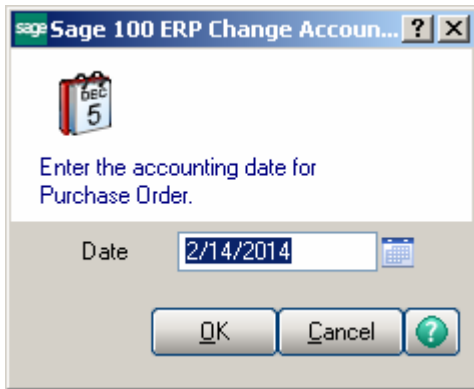 sage Sage 100 ERP Change Accoun... ? X
DEC
5
Enter the accounting date for
Purchase Order.
Date 2/14/2014
OK Cancel ?